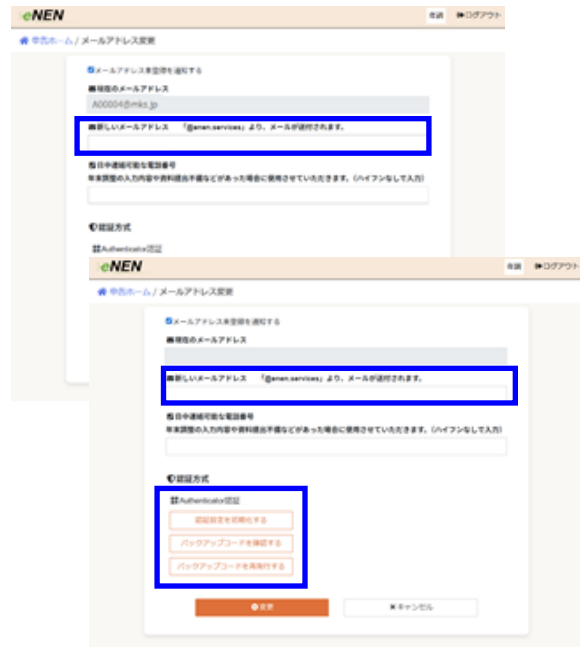 eNEN
ログアウト
申告ホーム / メールアドレス変更
メールアドレス未登録を通知する
現在のメールアドレス
A00004@mks.jp
新しいメールアドレス 「@enen.services」より、メールが送付されます。
日中連絡可能な電話番号
年末調整の入力内容や資料提出不備などがあった場合に使用させていただきます。(ハイフンなしで入力)
認証方式
Authenticator認証
eNEN
ログアウト
申告ホーム / メールアドレス変更
メールアドレス未登録を通知する
現在のメールアドレス
新しいメールアドレス 「@enen.services」より、メールが送付されます。
日中連絡可能な電話番号
年末調整の入力内容や資料提出不備などがあった場合に使用させていただきます。(ハイフンなしで入力)
認証方式
Authenticator認証
認証設定を初期化する
バックアップコードを確認する
バックアップコードを再発行する
変更
キャンセル